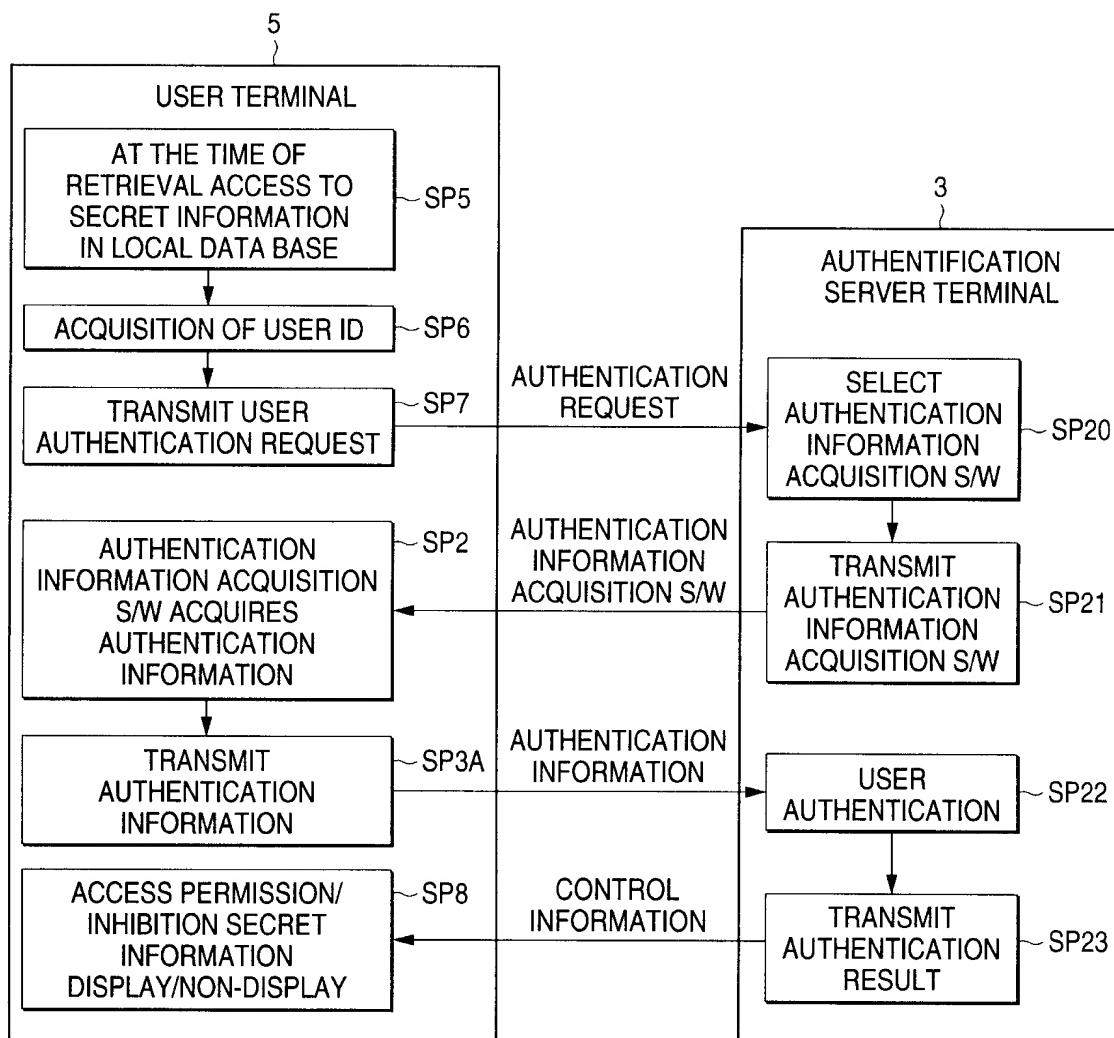 5
USER TERMINAL
AT THE TIME OF
RETRIEVAL ACCESS TO
SECRET INFORMATION
IN LOCAL DATA BASE
SP5
ACQUISITION OF USER ID
SP6
TRANSMIT USER
AUTHENTICATION REQUEST
SP7
AUTHENTICATION
REQUEST
3
AUTHENTIFICATION
SERVER TERMINAL
SELECT
AUTHENTICATION
INFORMATION
ACQUISITION S/W
SP20
TRANSMIT
AUTHENTICATION
INFORMATION
ACQUISITION S/W
SP21
AUTHENTICATION
INFORMATION
ACQUISITION S/W
AUTHENTICATION
INFORMATION ACQUISITION
S/W ACQUIRES
AUTHENTICATION
INFORMATION
SP2
TRANSMIT
AUTHENTICATION
INFORMATION
SP3A
AUTHENTICATION
INFORMATION
USER
AUTHENTICATION
SP22
TRANSMIT
AUTHENTICATION
RESULT
SP23
CONTROL
INFORMATION
ACCESS PERMISSION/
INHIBITION SECRET
INFORMATION
DISPLAY/NON-DISPLAY
SP8